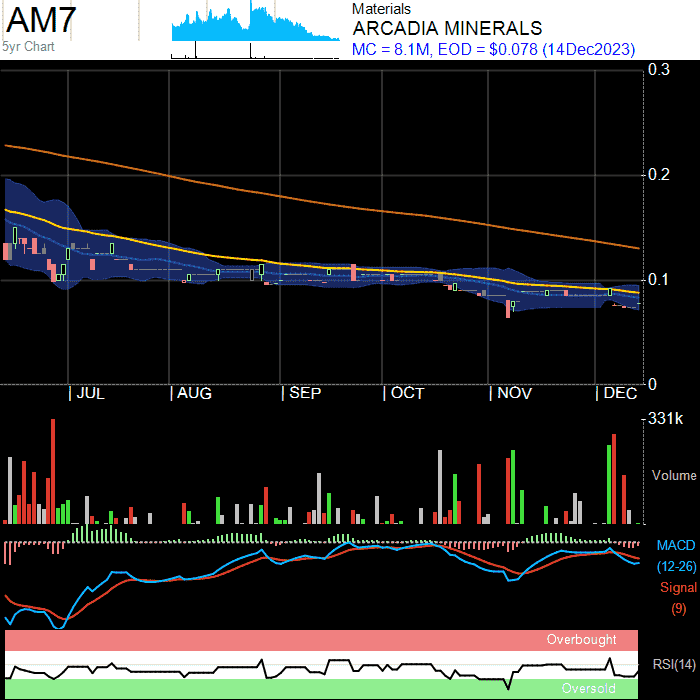 AM7
5yr Chart
Materials
ARCADIA MINERALS
MC = 8.1M, EOD = $0.078 (14Dec2023)
0.3
0.2
0.1
0
JUL AUG SEP OCT NOV DEC
331k
Volume
MACD
(12-26)
Signal
(9)
Overbought
RSI(14)
Oversold